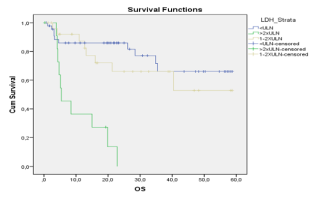 Survival Functions
LDH_Strata
<ULN
>2xULN
1-2XULN
<ULN-censored
>2xULN-censored
1-2XULN-censored
Cum Survival
1,0
0,8
0,6
0,4
0,2
0,0
,0 10,0 20,0 30,0 40,0 50,0 60,0
OS